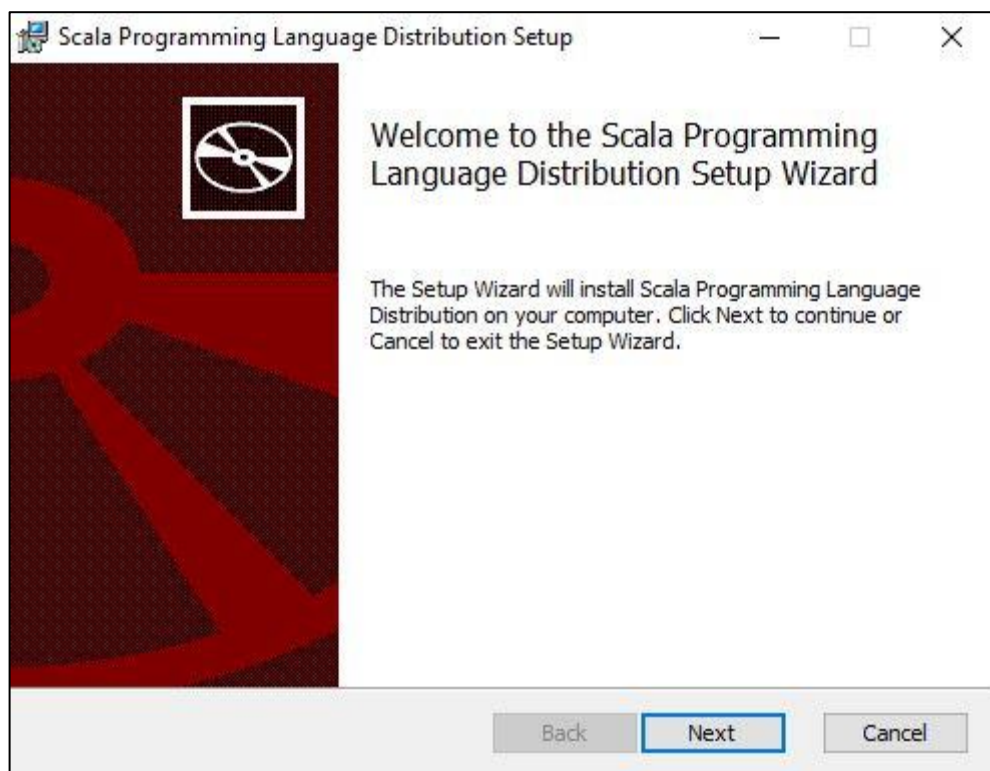 Scala Programming Language Distribution Setup
Welcome to the Scala Programming
Language Distribution Setup Wizard
The Setup Wizard will install Scala Programming Language
Distribution on your computer. Click Next to continue or
Cancel to exit the Setup Wizard.
Back Next Cancel